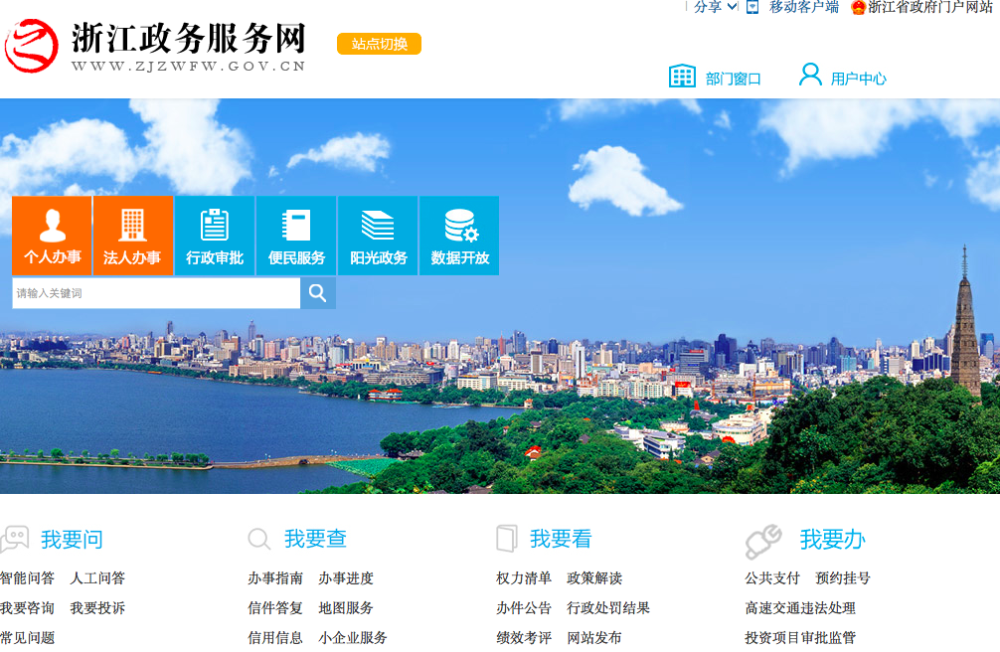 分享 移动客户端 浙江省政府门户网站
浙江政务服务网
站点切换
WWW.ZJZWFW.GOV.CN
部门窗口 用户中心
个人办事 法人办事 行政审批 便民服务 阳光政务 数据开放
请输入关键词
我要问 我要查 我要看 我要办
智能问答 人工问答 办事指南 办事进度 权力清单 政策解读 公共支付 预约挂号
我要咨询 我要投诉 信件答复 地图服务 办件公告 行政处罚结果 高速交通违法处理
常见问题 信用信息 小企业服务 绩效考评 网站发布 投资项目审批监管